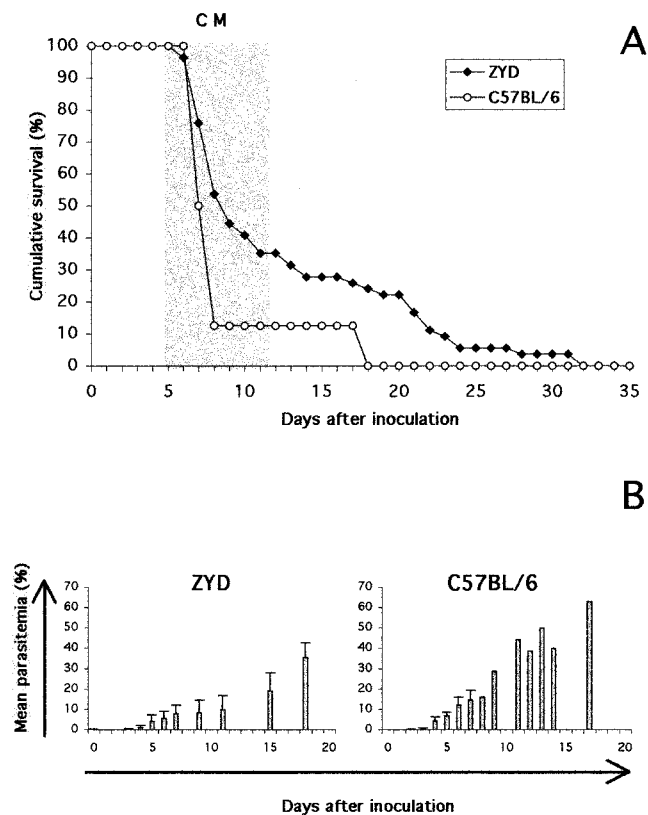 C M
A
100
90
80
70
60
50
40
30
20
10
0
Cumulative survival (%)
ZYD
C57BL/6
0 5 10 15 20 25 30 35
Days after inoculation
B
Mean parasitemia (%)
ZYD
70
60
50
40
30
20
10
0
0 5 10 15 20
C57BL/6
70
60
50
40
30
20
10
0
0 5 10 15 20
Days after inoculation